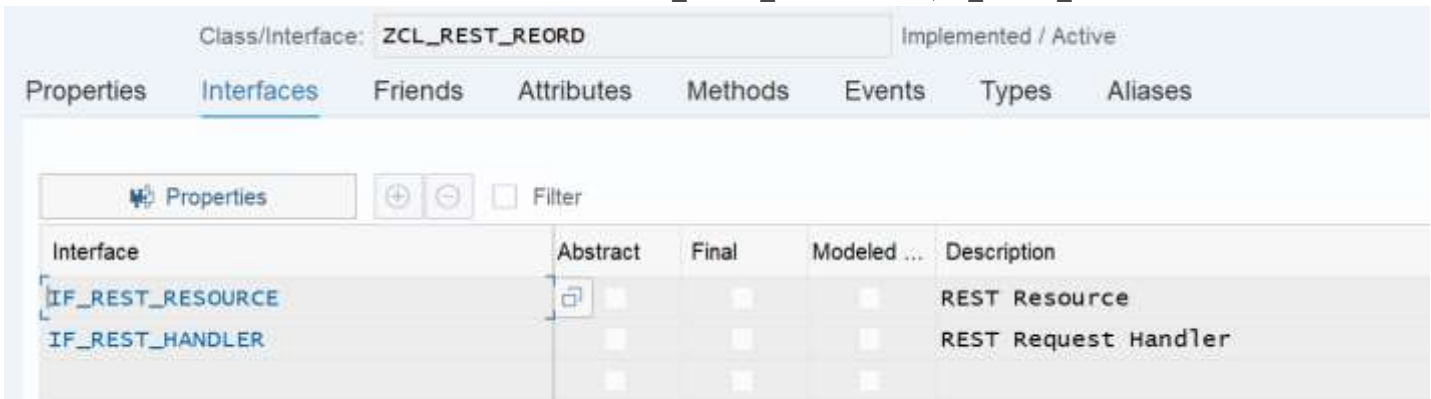 Class/Interface: ZCL_REST_REORD Implemented / Active
Properties Interfaces Friends Attributes Methods Events Types Aliases
Properties Filter
Interface Abstract Final Modeled ... Description
IF_REST_RESOURCE REST Resource
IF_REST_HANDLER REST Request Handler